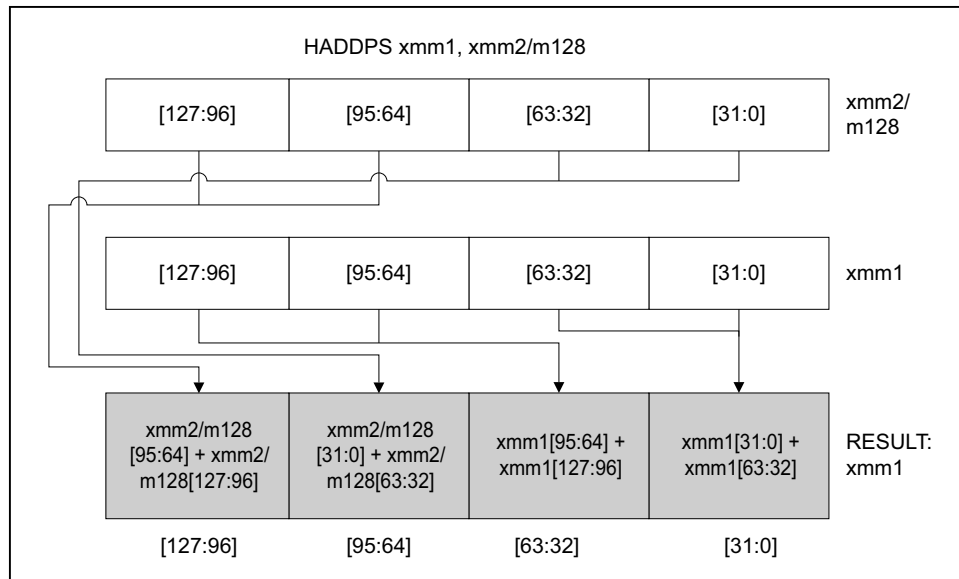 HADDPS xmm1, xmm2/m128
[127:96] [95:64] [63:32] [31:0]
xmm2/
m128
[127:96] [95:64] [63:32] [31:0] xmm1
xmm2/m128
[95:64] + xmm2/
m128[127:96]
xmm2/m128
[31:0] + xmm2/
m128[63:32]
xmm1[95:64] +
xmm1[127:96]
xmm1[31:0] +
xmm1[63:32]
RESULT:
xmm1
[127:96] [95:64] [63:32] [31:0]